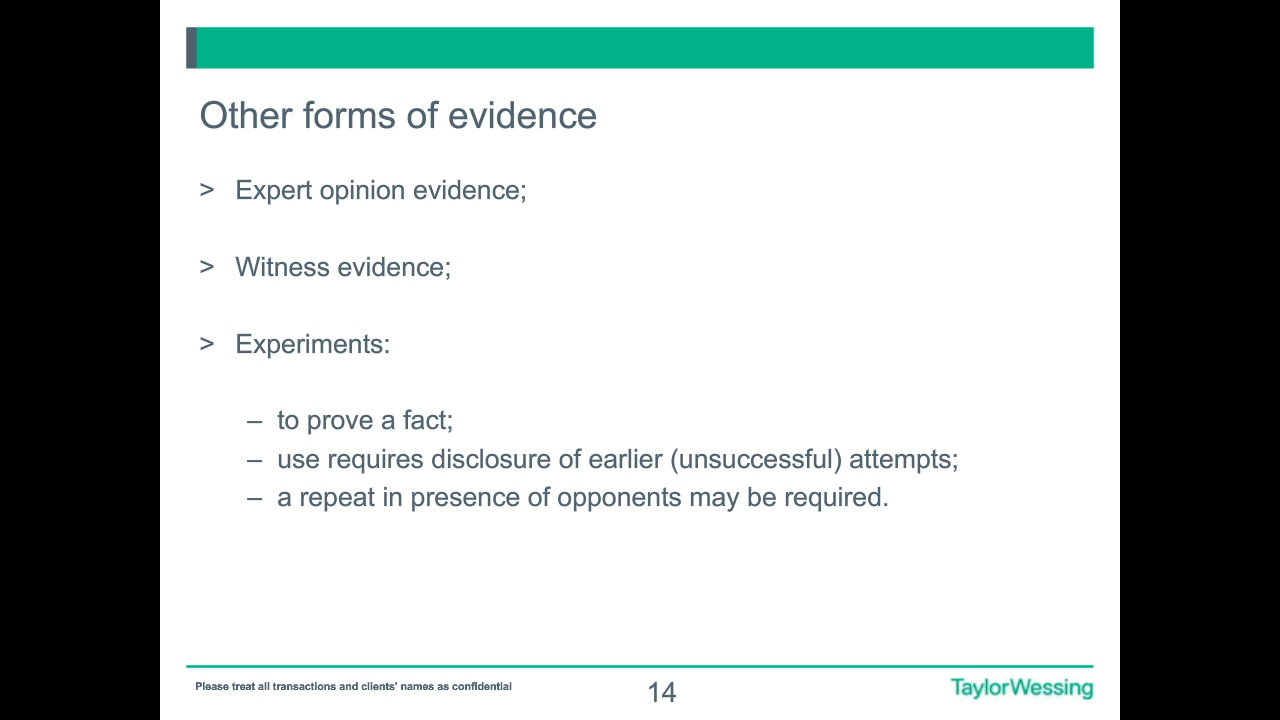 Other forms of evidence
> Expert opinion evidence;
> Witness evidence;
> Experiments:
– to prove a fact;
– use requires disclosure of earlier (unsuccessful) attempts;
– a repeat in presence of opponents may be required.
Please treat all transactions and clients' names as confidential
14
TaylorWessing